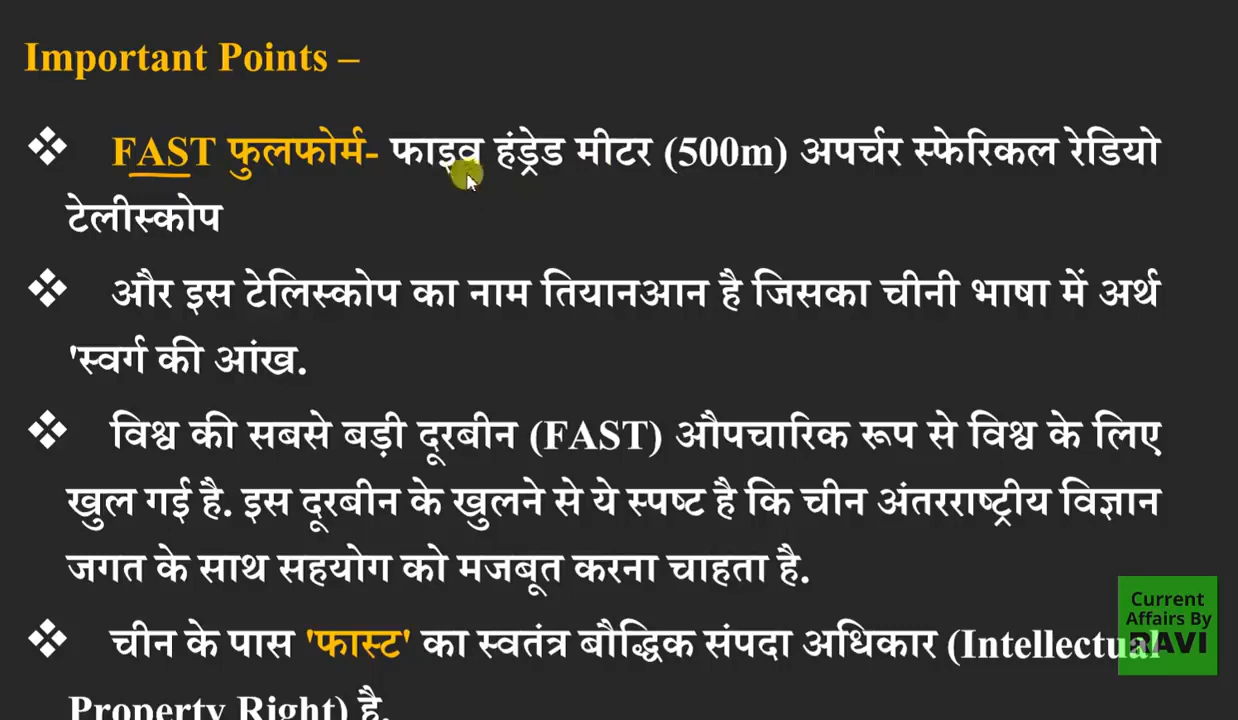 Important Points –
❖ FAST फुलफोर्म- फाइव हंड्रेड मीटर (500m) अपर्चर स्फेरिकल रेडियो
टेलीस्कोप
❖ और इस टेलिस्कोप का नाम तियानआन है जिसका चीनी भाषा में अर्थ
'स्वर्ग की आंख.
❖ विश्व की सबसे बड़ी दूरबीन (FAST) औपचारिक रूप से विश्व के लिए
खुल गई है. इस दूरबीन के खुलने से ये स्पष्ट है कि चीन अंतरराष्ट्रीय विज्ञान
जगत के साथ सहयोग को मजबूत करना चाहता है.
❖ चीन के पास 'फास्ट' का स्वतंत्र बौद्धिक संपदा अधिकार (Intellectual
Property Right) है.
Current
Affairs By
RAVI